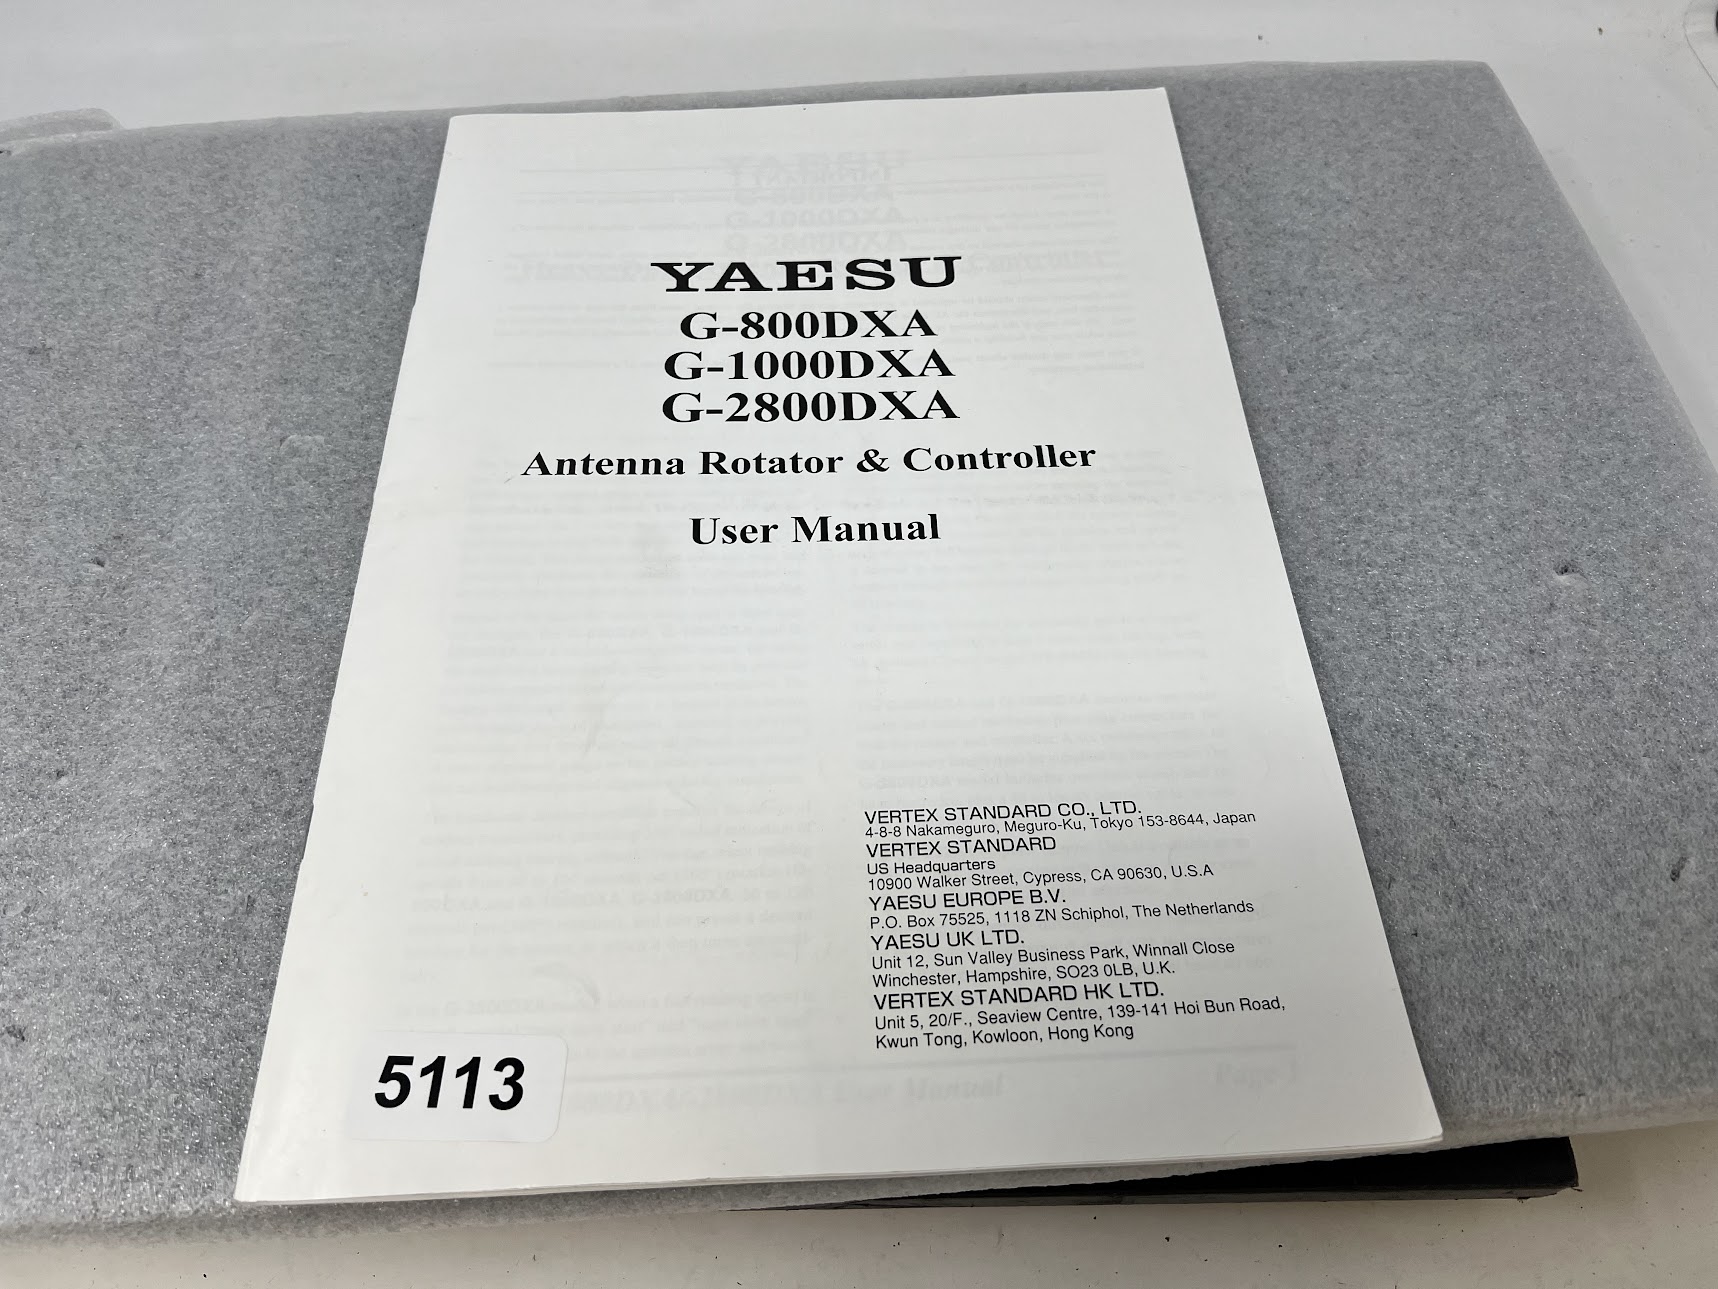 YAESU
G-800DXA
G-1000DXA
G-2800DXA
Antenna Rotator & Controller
User Manual
VERTEX STANDARD CO., LTD.
4-8-8 Nakameguro, Meguro-Ku, Tokyo 153-8644, Japan
VERTEX STANDARD
US Headquarters
10900 Walker Street, Cypress, CA 90630, U.S.A
YAESU EUROPE B.V.
P.O. Box 75525, 1118 ZN Schiphol, The Netherlands
YAESU UK LTD.
Unit 12, Sun Valley Business Park, Winnall Close
Winchester, Hampshire, SO23 0LB, U.K.
VERTEX STANDARD HK LTD.
Unit 5, 20/F., Seaview Centre, 139-141 Hoi Bun Road,
Kwun Tong, Kowloon, Hong Kong
5113